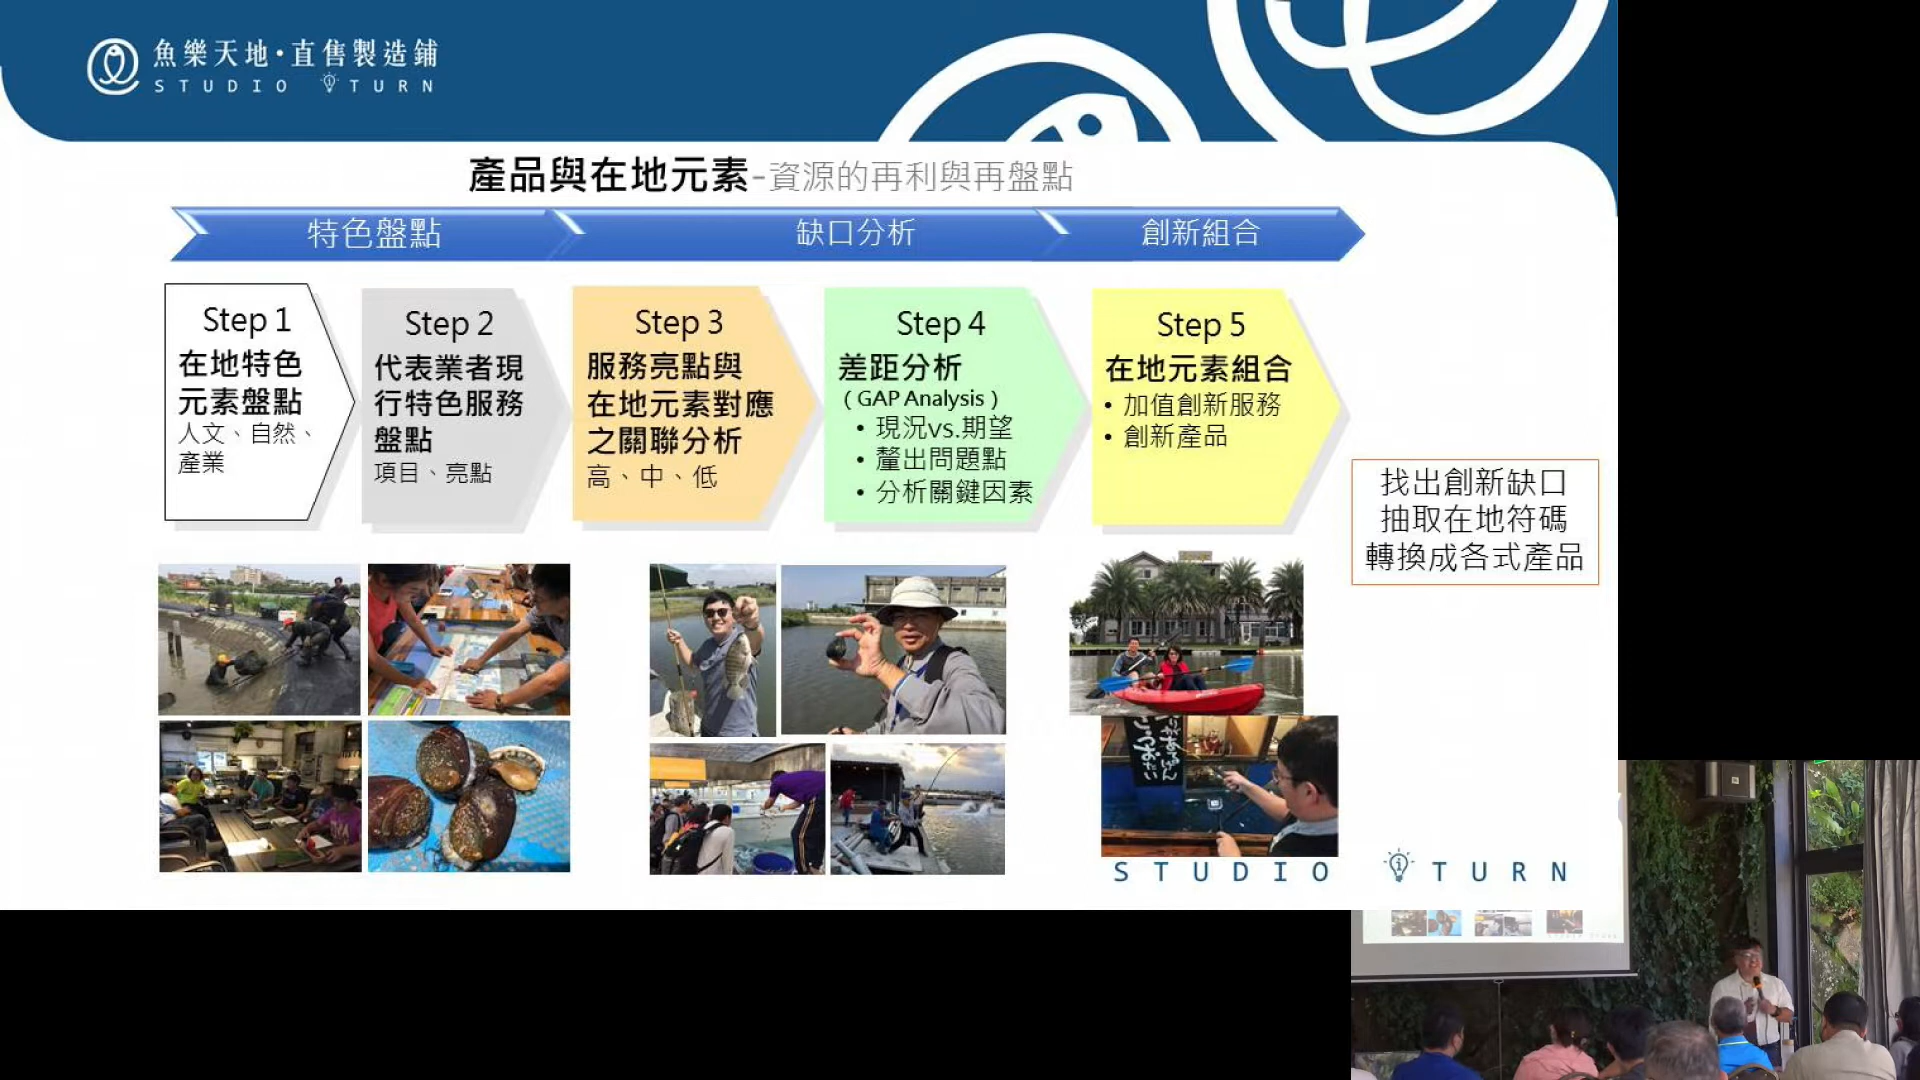 魚樂天地·直售製造鋪
STUDIO TURN
產品與在地元素-資源的再利與再盤點
特色盤點
缺口分析
創新組合
Step 1
在地特色
元素盤點
人文、自然、
產業
Step 2
代表業者現
行特色服務
盤點
項目、亮點
Step 3
服務亮點與
在地元素對應
之關聯分析
高、中、低
Step 4
差距分析
(GAP Analysis)
• 現況vs.期望
• 釐出問題點
• 分析關鍵因素
Step 5
在地元素組合
• 加值創新服務
• 創新產品
找出創新缺口
抽取在地符碼
轉換成各式產品
STUDIO TURN